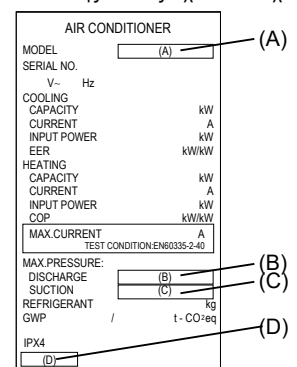 AIR CONDITIONER
MODEL (A) (A)
SERIAL NO.
V~ Hz
COOLING
CAPACITY kW
CURRENT A
INPUT POWER kW
EER kW/kW
HEATING
CAPACITY kW
CURRENT A
INPUT POWER kW
COP kW/kW
MAX.CURRENT A
TEST CONDITION:EN60335-2-40
MAX.PRESSURE:
DISCHARGE (B) (B)
SUCTION (C) (C)
REFRIGERANT kg
GWP / t - CO²eq
IPX4
(D) (D)